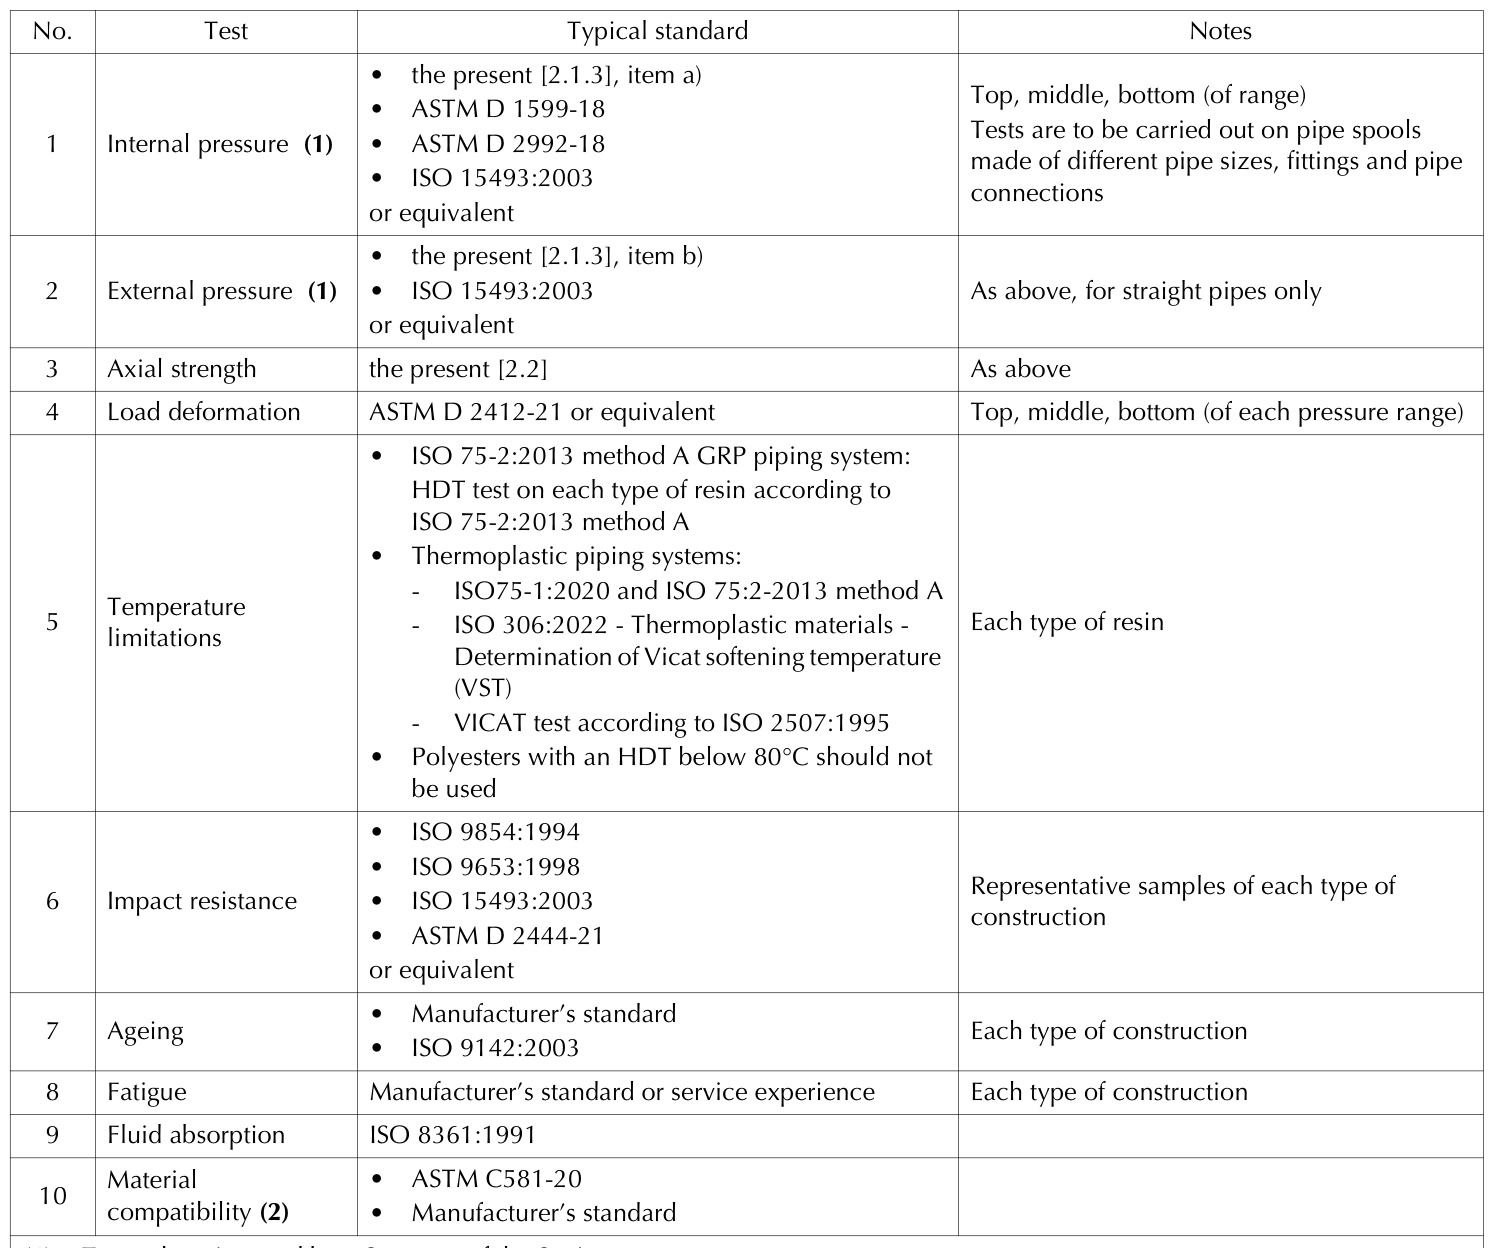 No. Test Typical standard Notes
1
Internal pressure (1)
• the present [2.1.3], item a)
• ASTM D 1599-18
• ASTM D 2992-18
• ISO 15493:2003
or equivalent
Top, middle, bottom (of range)
Tests are to be carried out on pipe spools
made of different pipe sizes, fittings and pipe
connections
2
External pressure (1)
• the present [2.1.3], item b)
• ISO 15493:2003
or equivalent
As above, for straight pipes only
3 Axial strength the present [2.2] As above
4 Load deformation ASTM D 2412-21 or equivalent Top, middle, bottom (of each pressure range)
5
Temperature
limitations
• ISO 75-2:2013 method A GRP piping system:
HDT test on each type of resin according to
ISO 75-2:2013 method A
• Thermoplastic piping systems:
- ISO75-1:2020 and ISO 75:2-2013 method A
- ISO 306:2022 - Thermoplastic materials -
Determination of Vicat softening temperature
(VST)
- VICAT test according to ISO 2507:1995
• Polyesters with an HDT below 80°C should not
be used
Each type of resin
6
Impact resistance
• ISO 9854:1994
• ISO 9653:1998
• ISO 15493:2003
• ASTM D 2444-21
or equivalent
Representative samples of each type of
construction
7
Ageing
• Manufacturer’s standard
• ISO 9142:2003
Each type of construction
8 Fatigue Manufacturer’s standard or service experience Each type of construction
9 Fluid absorption ISO 8361:1991
10
Material
compatibility (2)
• ASTM C581-20
• Manufacturer’s standard